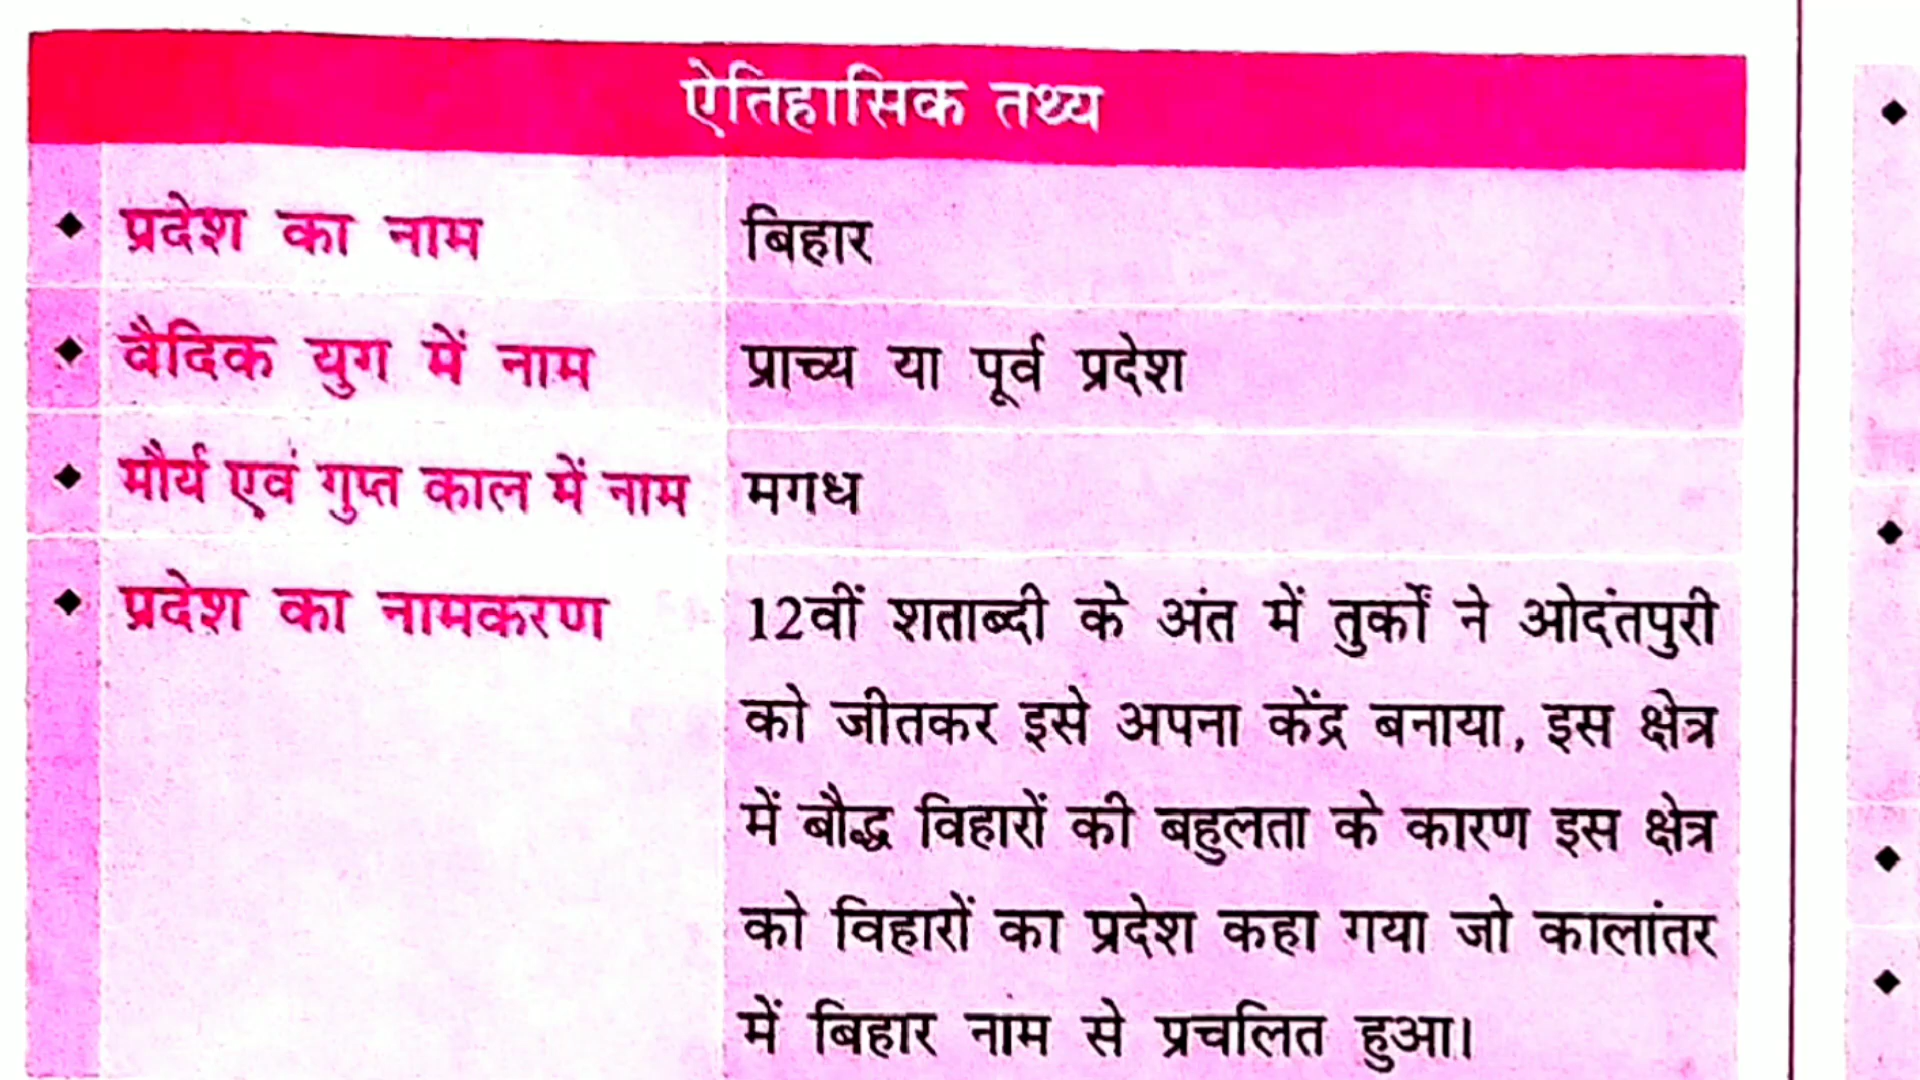 ऐतिहासिक तथ्य
◆ प्रदेश का नाम बिहार
◆ वैदिक युग में नाम प्राच्य या पूर्व प्रदेश
◆ मौर्य एवं गुप्त काल में नाम मगध
◆ प्रदेश का नामकरण 12वीं शताब्दी के अंत में तुर्कों ने ओदंतपुरी
को जीतकर इसे अपना केंद्र बनाया, इस क्षेत्र
में बौद्ध विहारों की बहुलता के कारण इस क्षेत्र
को विहारों का प्रदेश कहा गया जो कालांतर
में बिहार नाम से प्रचलित हुआ।